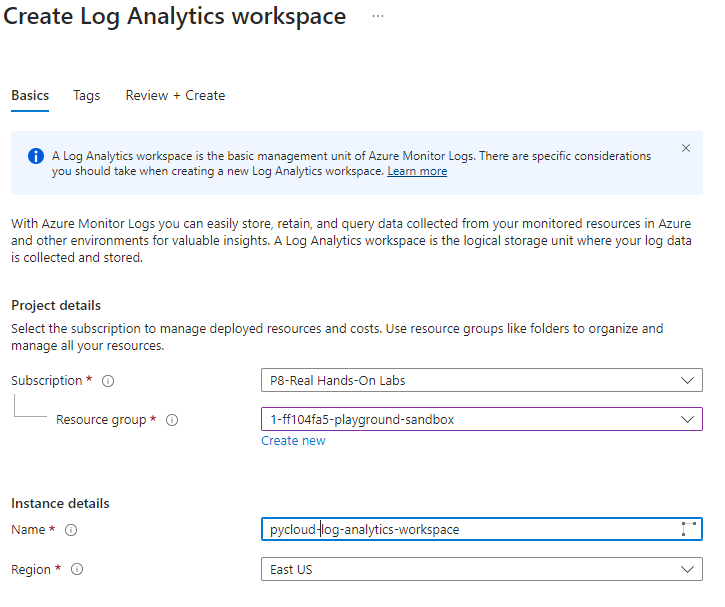 Create Log Analytics workspace ...
Basics Tags Review + Create
A Log Analytics workspace is the basic management unit of Azure Monitor Logs. There are specific considerations
you should take when creating a new Log Analytics workspace. Learn more
With Azure Monitor Logs you can easily store, retain, and query data collected from your monitored resources in Azure
and other environments for valuable insights. A Log Analytics workspace is the logical storage unit where your log data
is collected and stored.
Project details
Select the subscription to manage deployed resources and costs. Use resource groups like folders to organize and
manage all your resources.
Subscription * P8-Real Hands-On Labs
Resource group * 1-ff104fa5-playground-sandbox
Create new
Instance details
Name * pycloud-log-analytics-workspace
Region * East US